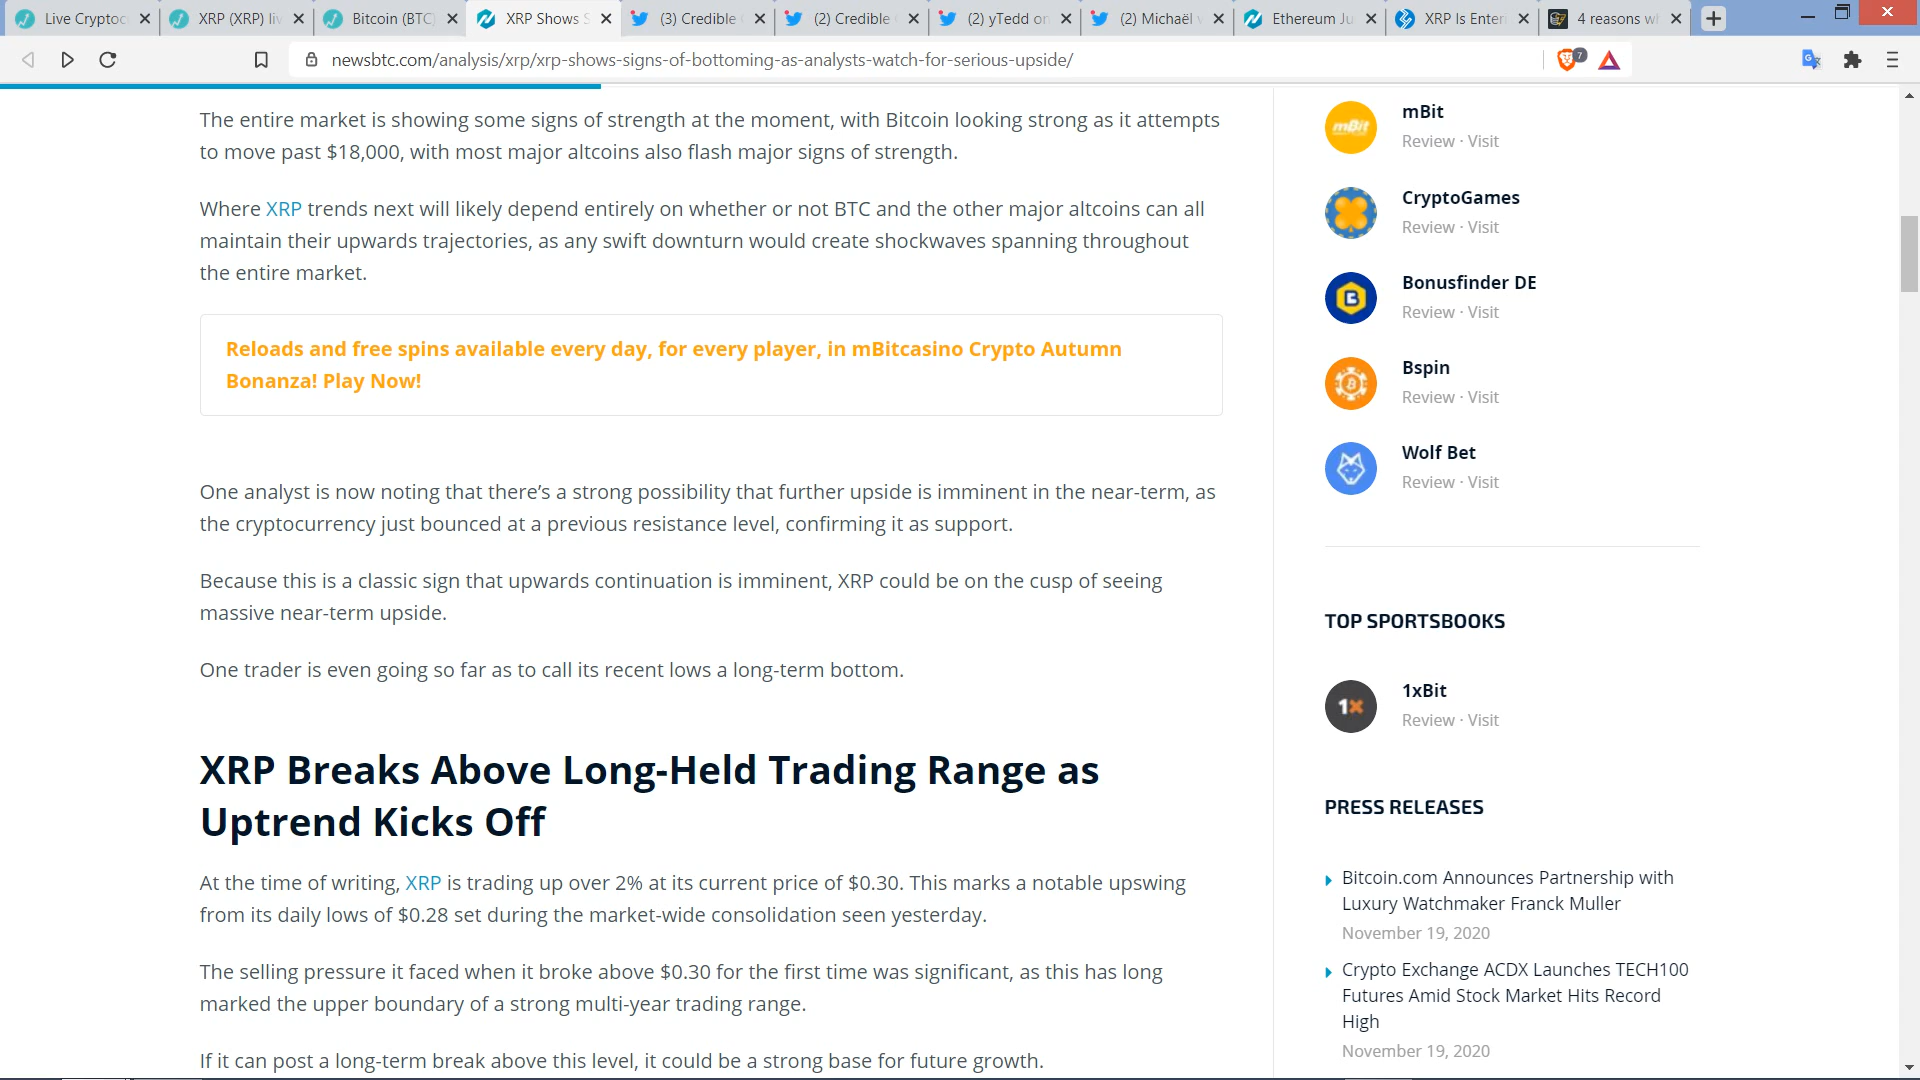 Live Cryptoc
XRP (XRP) li
Bitcoin (BTC)
XRP Shows S
(3) Credible
(2) Credible
(2) yTedd on
(2) Michaël v
Ethereum Ju
XRP Is Enter
4 reasons w
newsbtc.com/analysis/xrp/xrp-shows-signs-of-bottoming-as-analysts-watch-for-serious-upside/
7
The entire market is showing some signs of strength at the moment, with Bitcoin looking strong as it attempts
to move past $18,000, with most major altcoins also flash major signs of strength.
Where XRP trends next will likely depend entirely on whether or not BTC and the other major altcoins can all
maintain their upwards trajectories, as any swift downturn would create shockwaves spanning throughout
the entire market.
Reloads and free spins available every day, for every player, in mBitcasino Crypto Autumn
Bonanza! Play Now!
One analyst is now noting that there’s a strong possibility that further upside is imminent in the near-term, as
the cryptocurrency just bounced at a previous resistance level, confirming it as support.
Because this is a classic sign that upwards continuation is imminent, XRP could be on the cusp of seeing
massive near-term upside.
One trader is even going so far as to call its recent lows a long-term bottom.
XRP Breaks Above Long-Held Trading Range as
Uptrend Kicks Off
At the time of writing, XRP is trading up over 2% at its current price of $0.30. This marks a notable upswing
from its daily lows of $0.28 set during the market-wide consolidation seen yesterday.
The selling pressure it faced when it broke above $0.30 for the first time was significant, as this has long
marked the upper boundary of a strong multi-year trading range.
If it can post a long-term break above this level, it could be a strong base for future growth.
mBit
mBit
Review · Visit
CryptoGames
Review · Visit
Bonusfinder DE
Review · Visit
Bspin
Review · Visit
Wolf Bet
Review · Visit
TOP SPORTSBOOKS
1x
1xBit
Review · Visit
PRESS RELEASES
Bitcoin.com Announces Partnership with
Luxury Watchmaker Franck Muller
November 19, 2020
Crypto Exchange ACDX Launches TECH100
Futures Amid Stock Market Hits Record
High
November 19, 2020